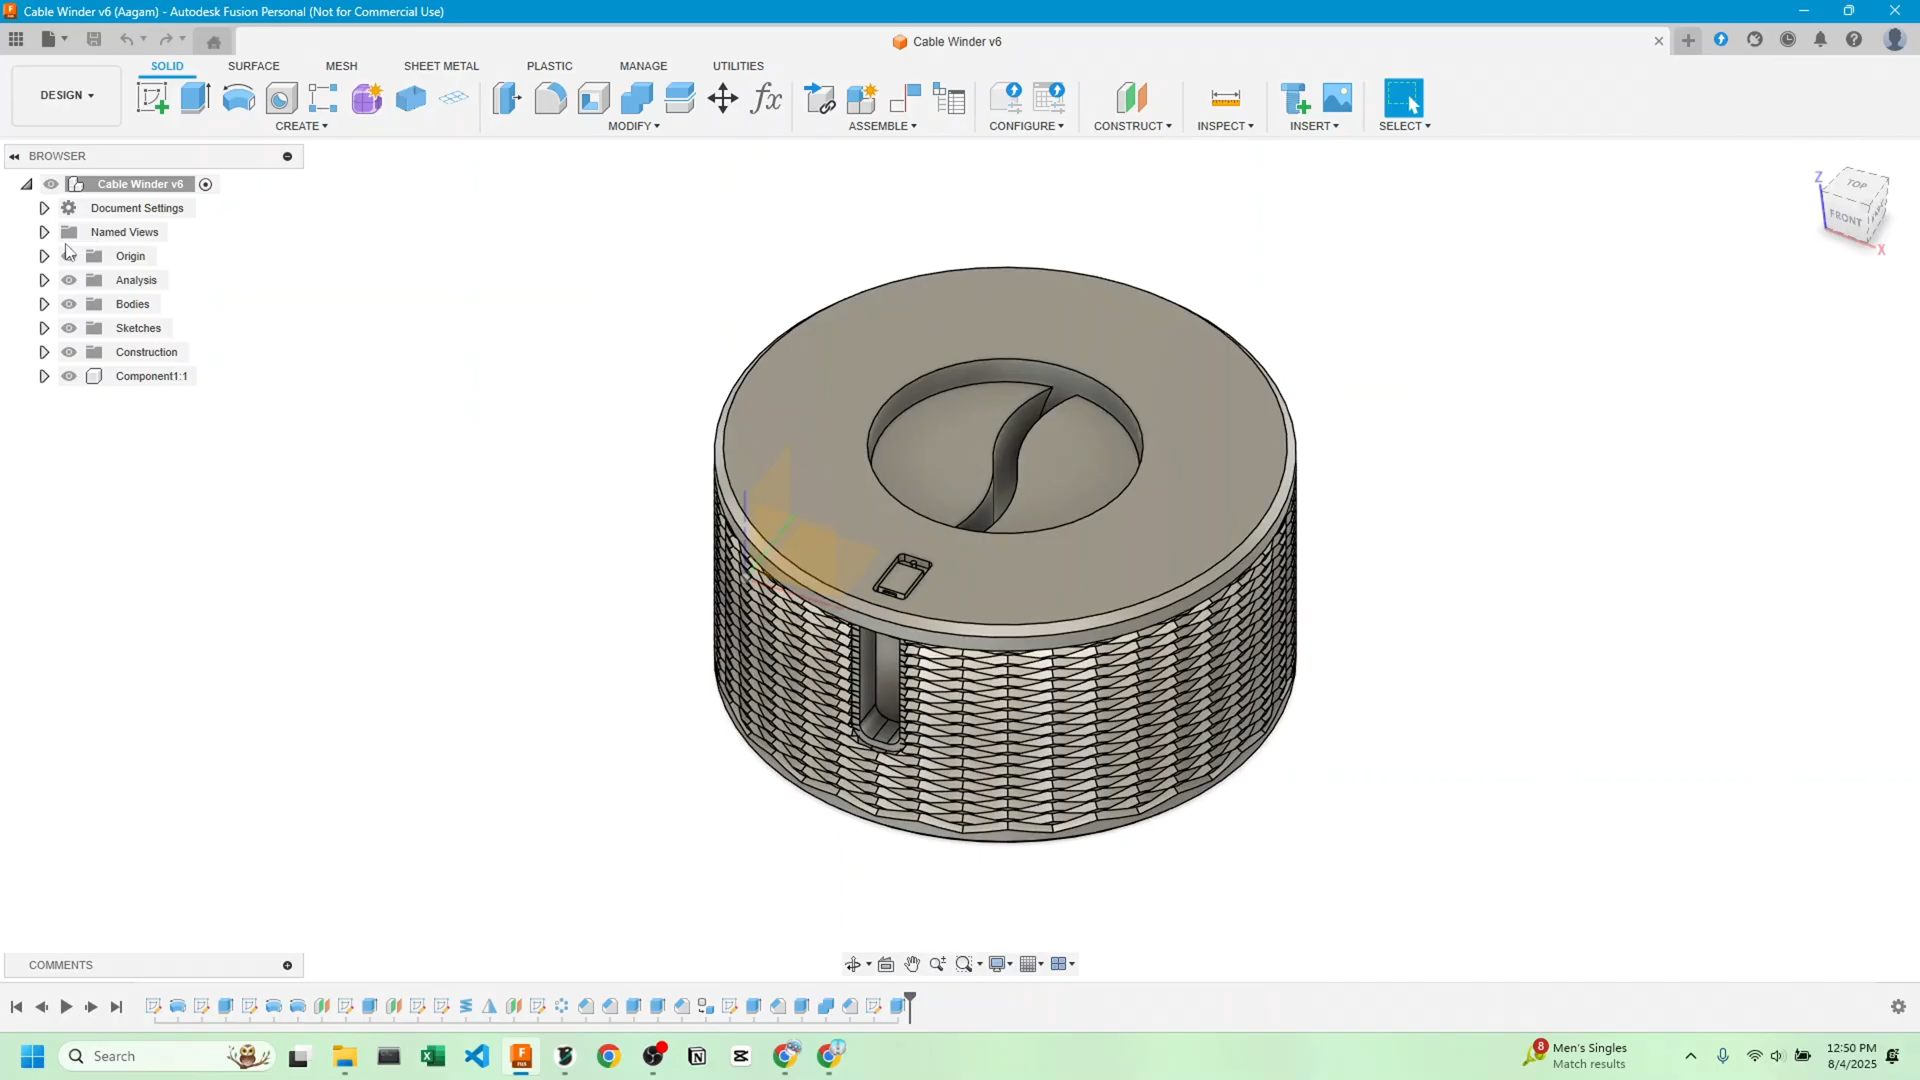 Cable Winder v6 (Aagam) - Autodesk Fusion Personal (Not for Commercial Use)
Cable Winder v6
SOLID SURFACE MESH SHEET METAL PLASTIC MANAGE UTILITIES
DESIGN
fx
CREATE MODIFY ASSEMBLE CONFIGURE CONSTRUCT INSPECT INSERT SELECT
BROWSER
Cable Winder v6
Document Settings
Named Views
Origin
Analysis
Bodies
Sketches
Construction
Component1:1
Z
TOP
FRONT
X
COMMENTS
Search
8
Men's Singles
Match results
12:50 PM
8/4/2025